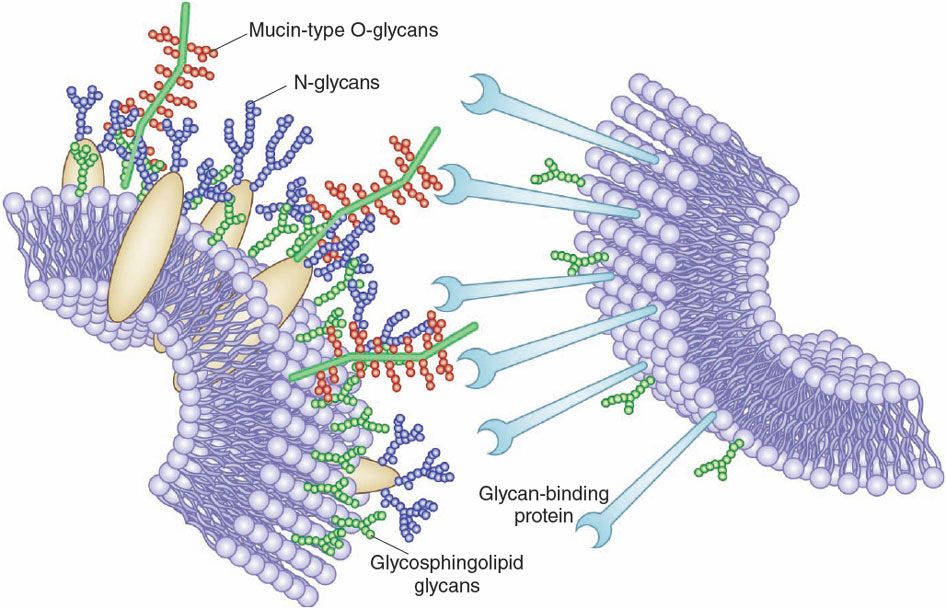 Mucin-type O-glycans
N-glycans
Glycan-binding
protein
Glycosphingolipid
glycans